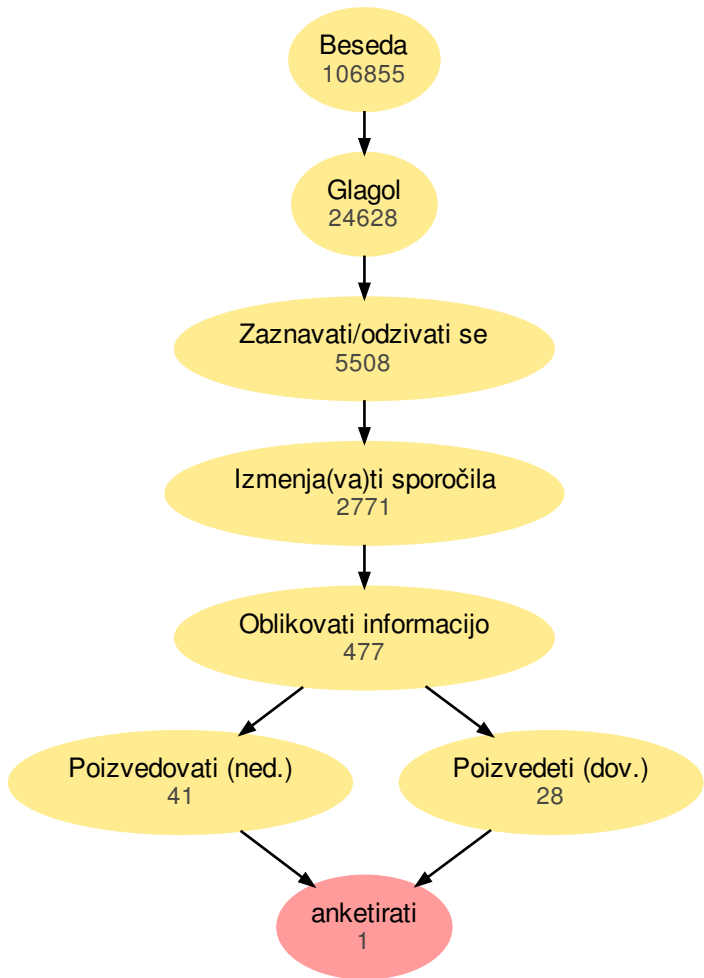 Beseda
106855
Glagol
24628
Zaznavati/odzivati se
5508
Izmenja(va)ti sporočila
2771
Oblikovati informacijo
477
Poizvedovati (ned.)
41
Poizvedeti (dov.)
28
anketirati
1